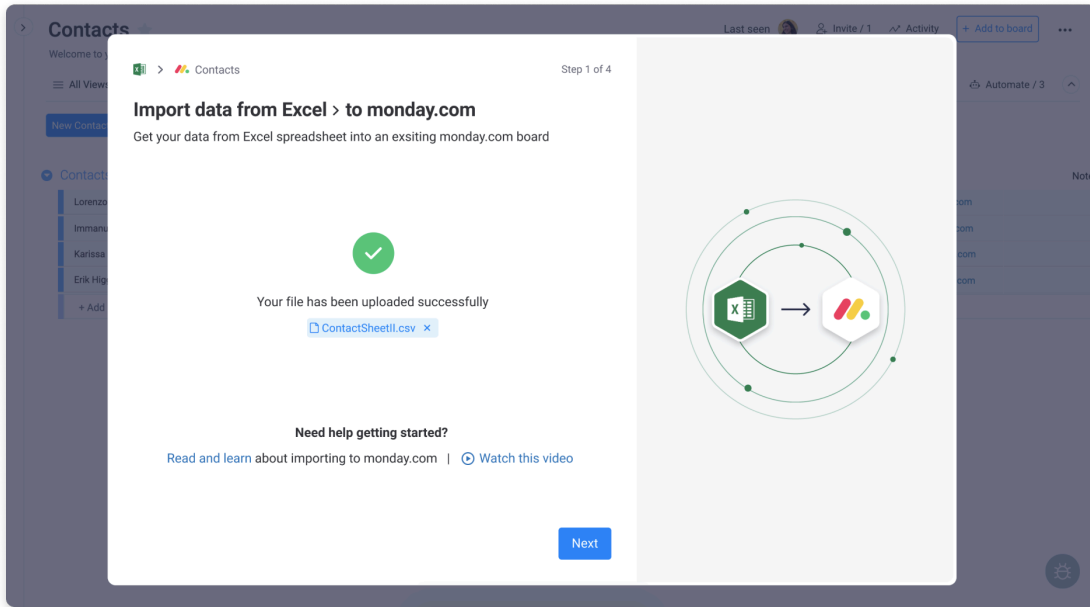 Contacts
Last seen
Invite / 1
Activity
+ Add to board
Welcome to y
All Views
Automate / 3
New Contac
Contacts
Note
Lorenzo
com
Immanu
com
Karissa
com
Erik Hig
com
+ Add
> Contacts
Step 1 of 4
Import data from Excel > to monday.com
Get your data from Excel spreadsheet into an exsiting monday.com board
Your file has been uploaded successfully
ContactSheetII.csv ×
Need help getting started?
Read and learn about importing to monday.com | Watch this video
Next
X